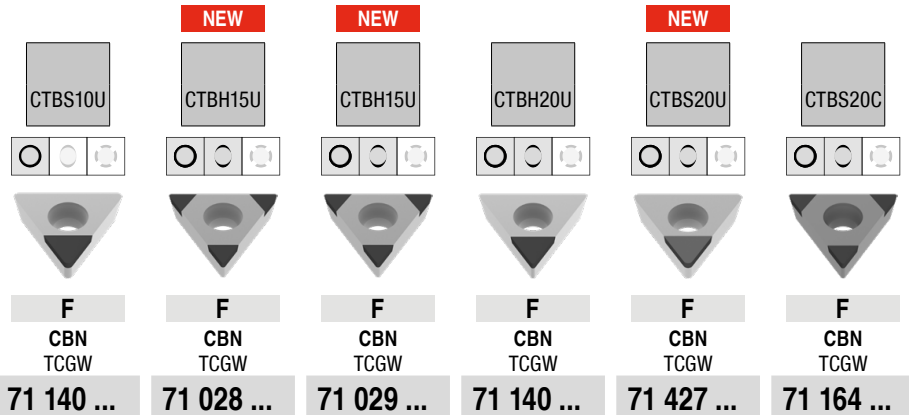 NEW NEW NEW
CTBS10U CTBH15U CTBH15U CTBH20U CTBS20U CTBS20C
F F F F F F
CBN CBN CBN CBN CBN CBN
TCGW TCGW TCGW TCGW TCGW TCGW
71 140 ... 71 028 ... 71 029 ... 71 140 ... 71 427 ... 71 164 ...